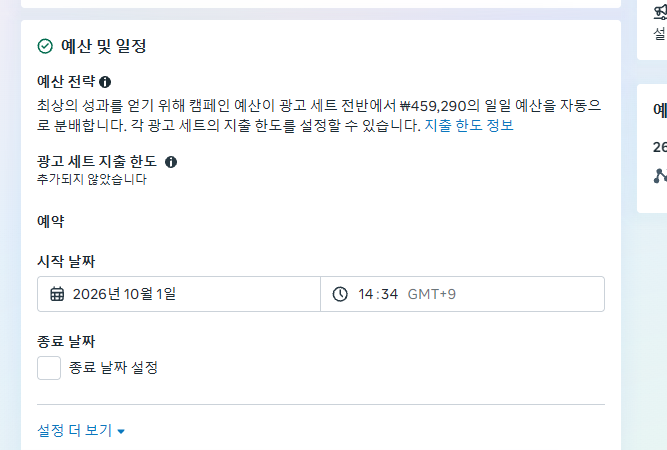 예산 및 일정
예산 전략
최상의 성과를 얻기 위해 캠페인 예산이 광고 세트 전반에서 ₩459,290의 일일 예산을 자동으
로 분배합니다. 각 광고 세트의 지출 한도를 설정할 수 있습니다. 지출 한도 정보
광고 세트 지출 한도
추가되지 않았습니다
예약
시작 날짜
2026년 10월 1일
14:34 GMT+9
종료 날짜
종료 날짜 설정
설정 더 보기
설
예
26